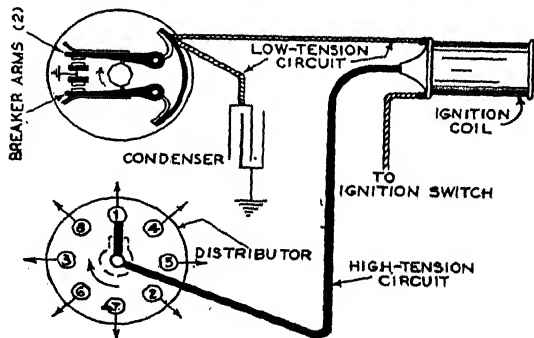 BREAKER ARMS (2)
LOW-TENSION
CIRCUIT
IGNITION
COIL
CONDENSER
TO
IGNITION SWITCH
DISTRIBUTOR
HIGH-TENSION
CIRCUIT
1
8
4
3
5
6
2
7